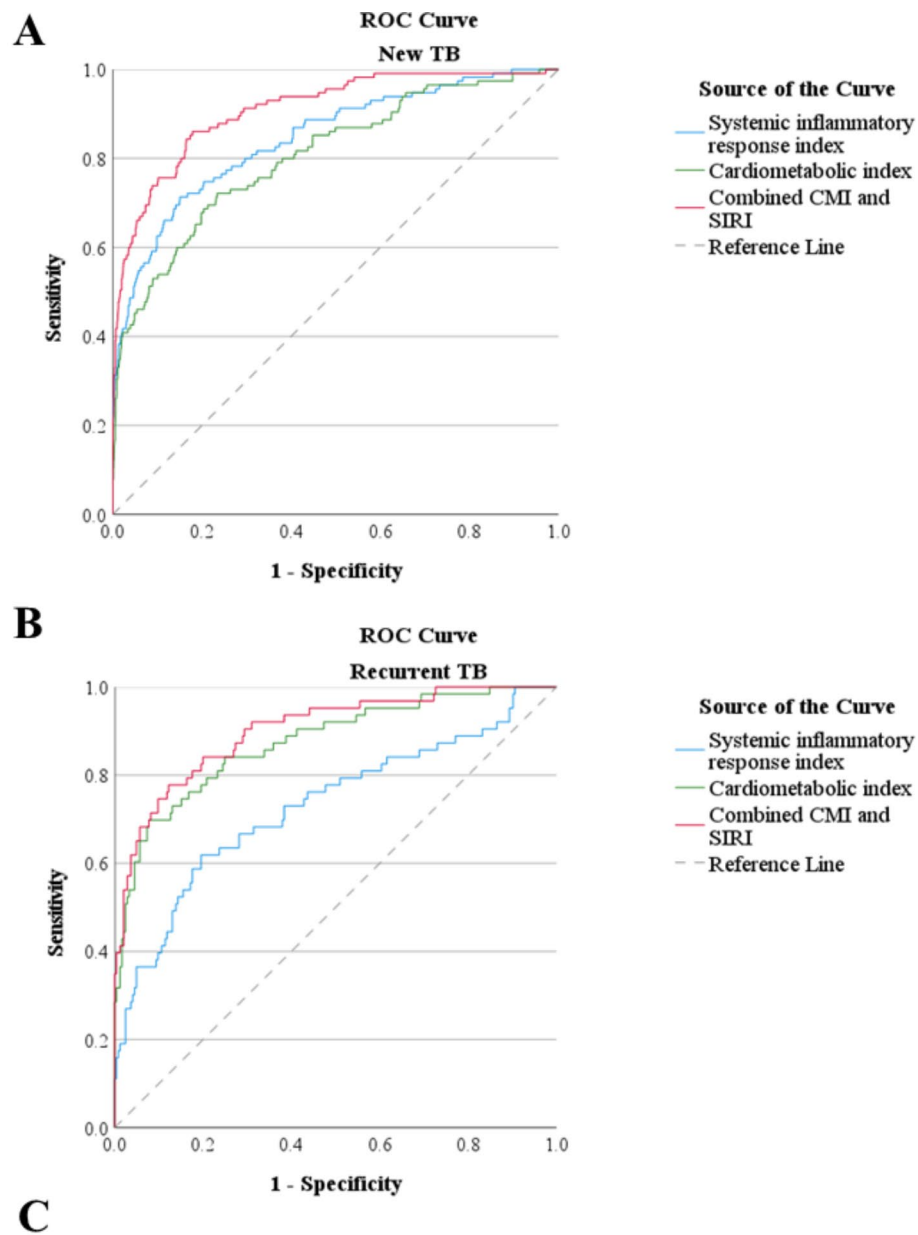 A
ROC Curve
New TB
1.0
0.8
0.6
0.4
0.2
0.0
Sensitivity
0.0 0.2 0.4 0.6 0.8 1.0
1 - Specificity
Source of the Curve
Systemic inflammatory
response index
Cardiometabolic index
Combined CMI and
SIRI
Reference Line
B
ROC Curve
Recurrent TB
1.0
0.8
0.6
0.4
0.2
0.0
Sensitivity
0.0 0.2 0.4 0.6 0.8 1.0
1 - Specificity
Source of the Curve
Systemic inflammatory
response index
Cardiometabolic index
Combined CMI and
SIRI
Reference Line
C